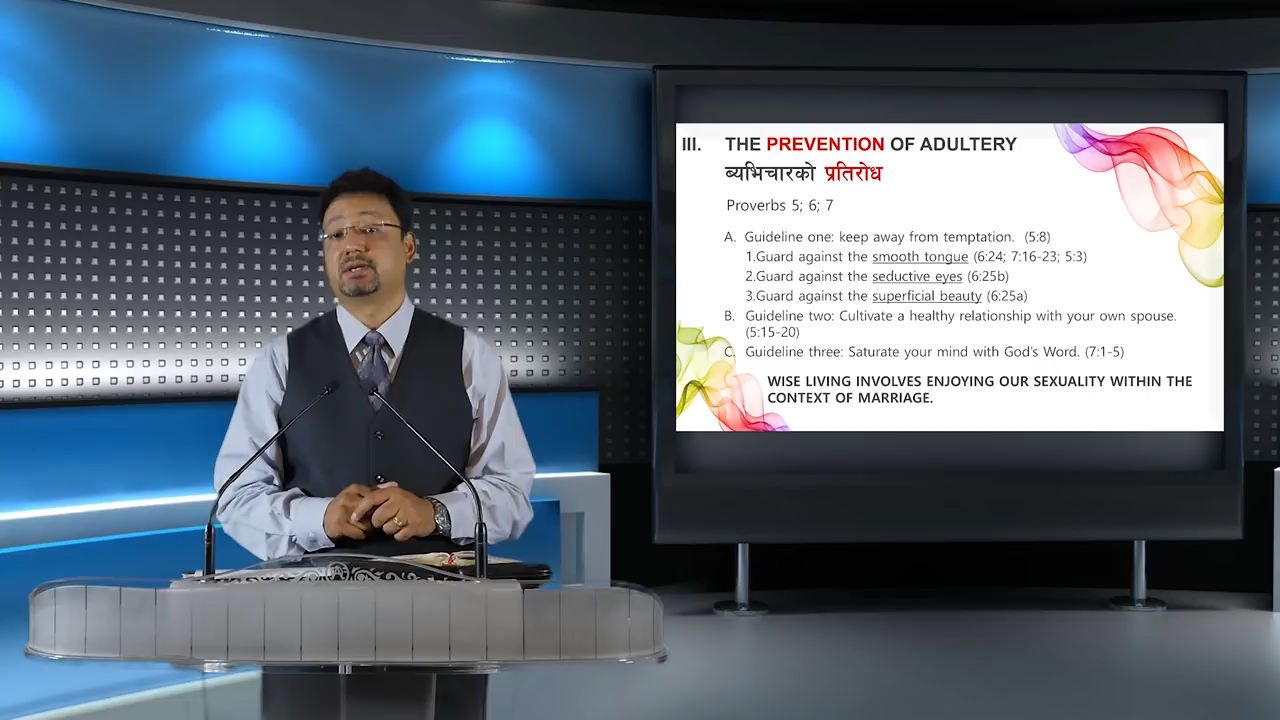 III. THE PREVENTION OF ADULTERY
ब्यभिचारको प्रतिरोध
Proverbs 5; 6; 7
A. Guideline one: keep away from temptation. (5:8)
1.Guard against the smooth tongue (6:24; 7:16-23; 5:3)
2.Guard against the seductive eyes (6:25b)
3.Guard against the superficial beauty (6:25a)
B. Guideline two: Cultivate a healthy relationship with your own spouse.
(5:15-20)
C. Guideline three: Saturate your mind with God's Word. (7:1-5)
WISE LIVING INVOLVES ENJOYING OUR SEXUALITY WITHIN THE
CONTEXT OF MARRIAGE.